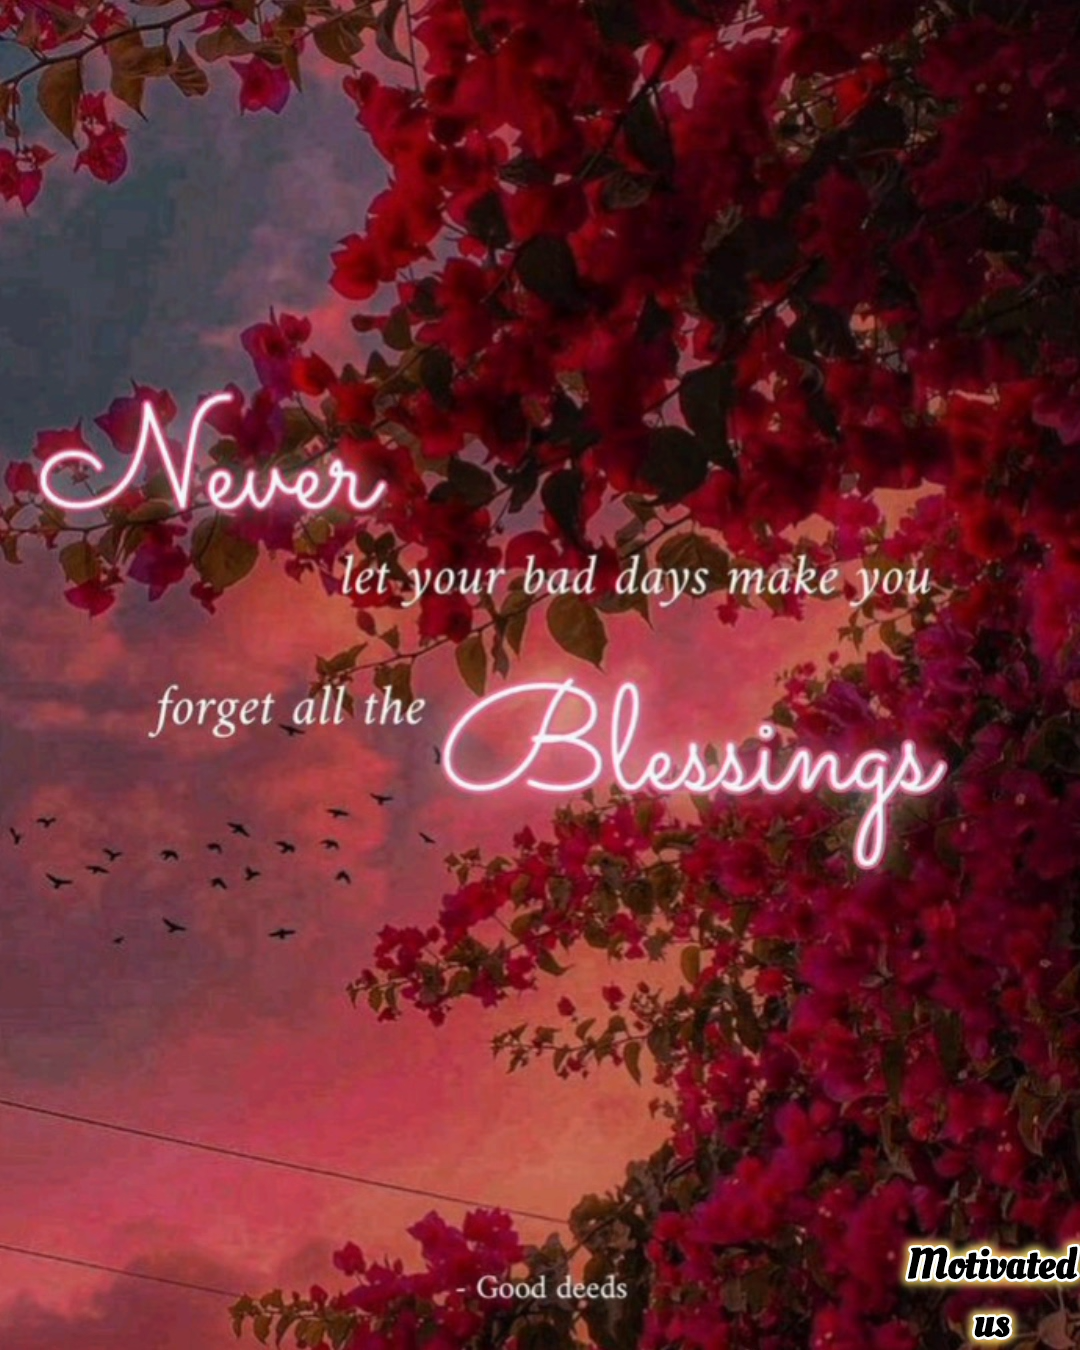 Never
let your bad days make you
forget all the Blessings
- Good deeds
Motivated
us